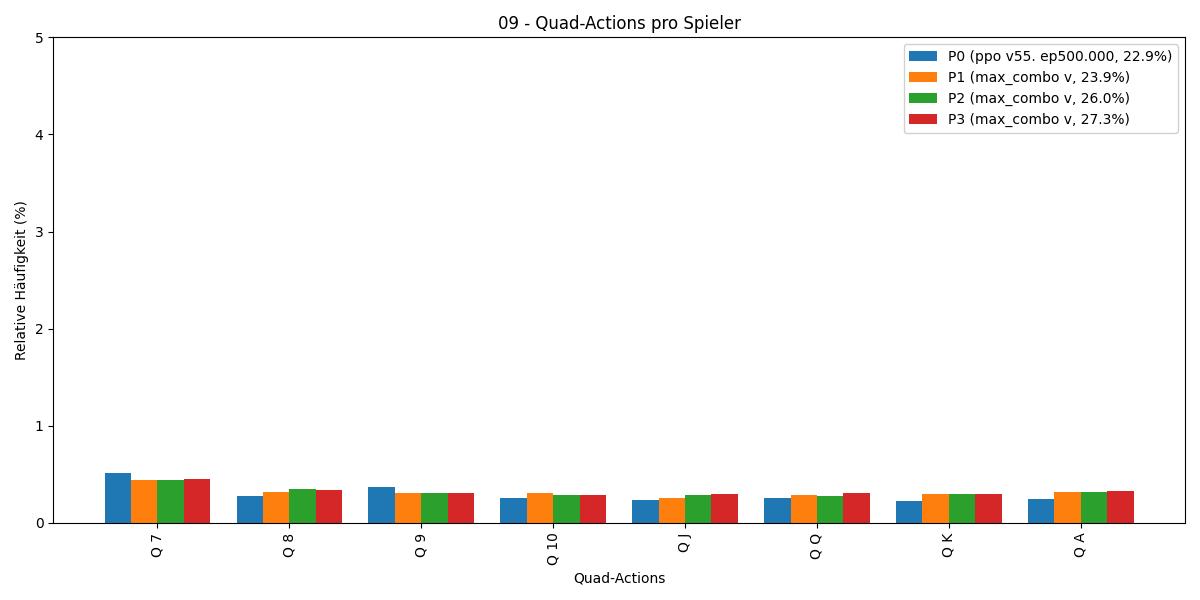 09 - Quad-Actions pro Spieler
P0 (ppo v55. ep500.000, 22.9%)
P1 (max_combo v, 23.9%)
P2 (max_combo v, 26.0%)
P3 (max_combo v, 27.3%)
Relative Häufigkeit (%)
5
4
3
2
1
0
Q 7
Q 8
Q 9
Q 10
Q J
Q Q
Q K
Q A
Quad-Actions